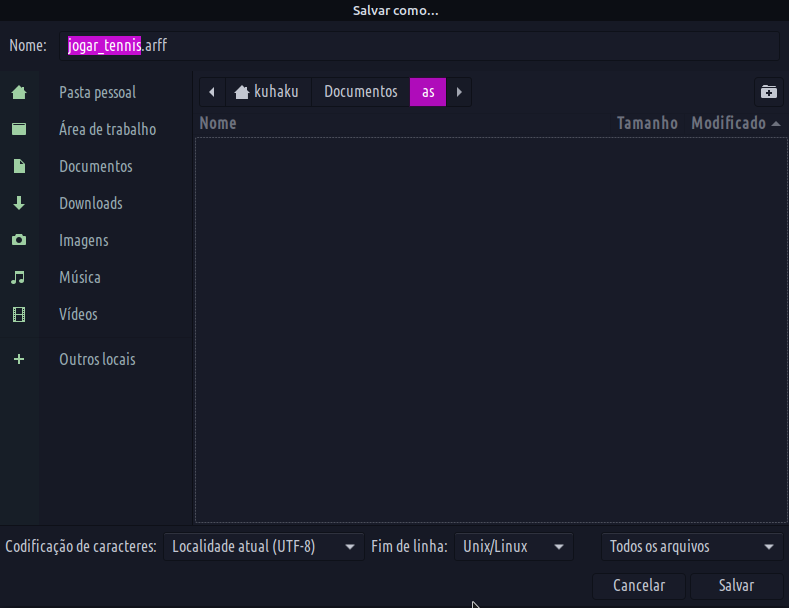 Salvar como...
Nome: jogar_tennis.arff
Pasta pessoal
Área de trabalho
Documentos
Downloads
Imagens
Música
Vídeos
Outros locais
kuhaku Documentos as
Nome Tamanho Modificado
Codificação de caracteres: Localidade atual (UTF-8) Fim de linha: Unix/Linux Todos os arquivos
Cancelar Salvar